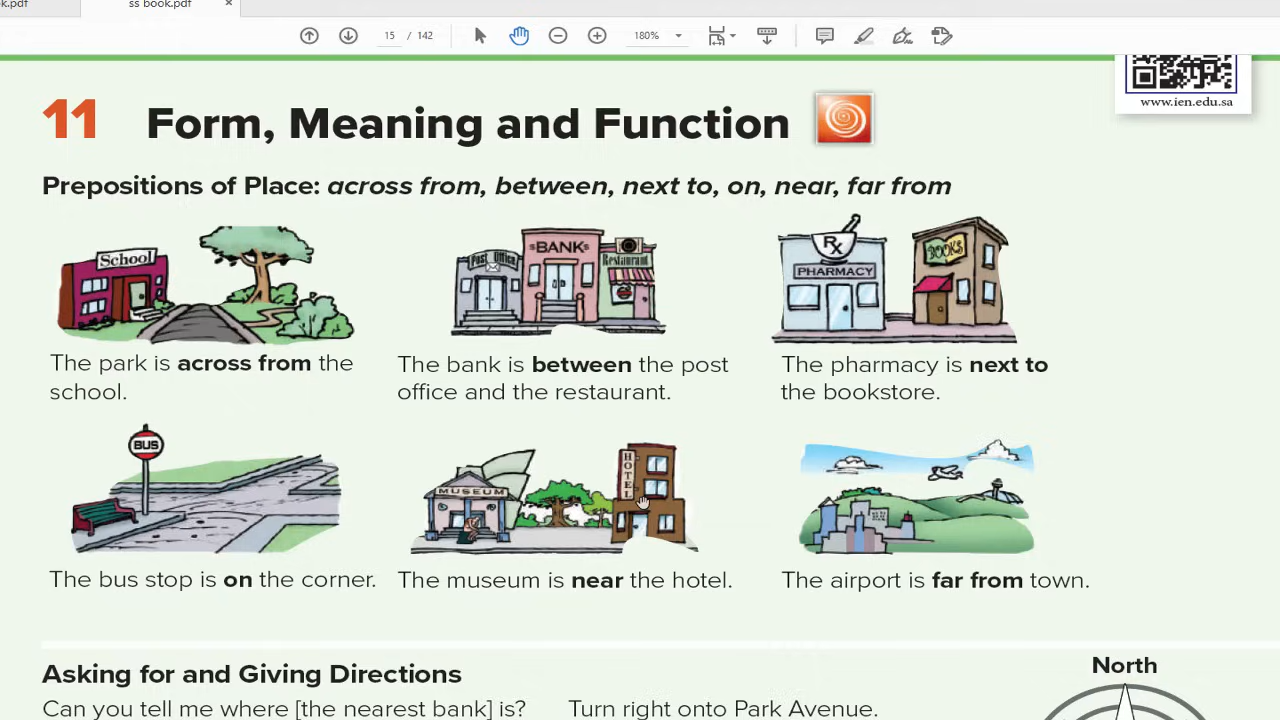 k.pdf
ss book.pdf ×
15 / 142
180%
www.ien.edu.sa
11 Form, Meaning and Function
Prepositions of Place: across from, between, next to, on, near, far from
School
Post Office
BANK
Restaurant
RX
PHARMACY
BOOKS
The park is across from the
school.
The bank is between the post
office and the restaurant.
The pharmacy is next to
the bookstore.
BUS
MUSEUM
HOTEL
The bus stop is on the corner.
The museum is near the hotel.
The airport is far from town.
Asking for and Giving Directions
Can you tell me where [the nearest bank] is?
Turn right onto Park Avenue.
North